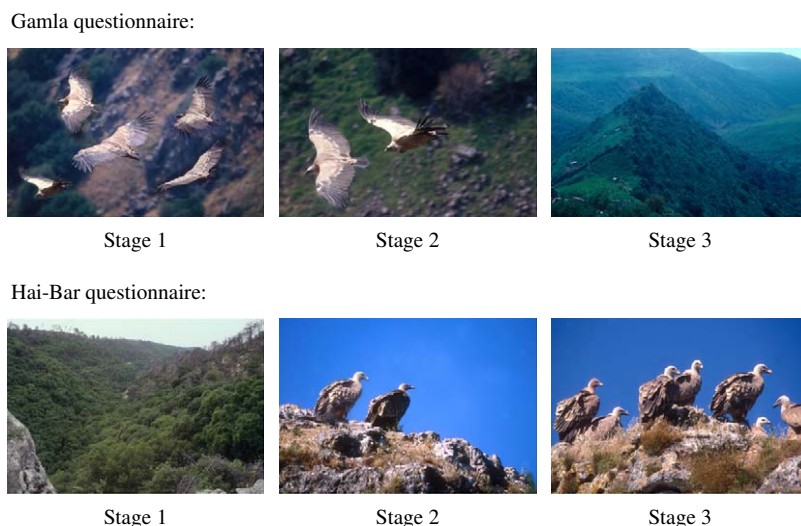 Gamla questionnaire:
Stage 1
Stage 2
Stage 3
Hai-Bar questionnaire:
Stage 1
Stage 2
Stage 3